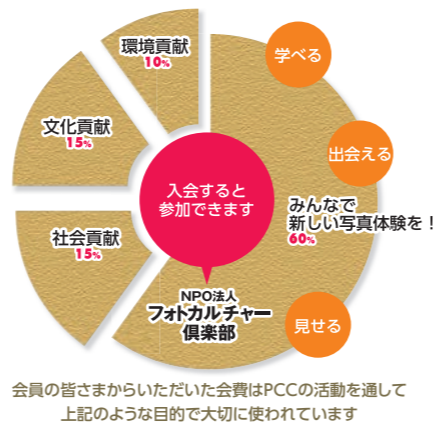 環境貢献
10%
学べる
文化貢献
15%
出会える
入会すると
参加できます
みんなで
新しい写真体験を！
60%
社会貢献
15%
NPO法人
フォトカルチャー
倶楽部
見せる
会員の皆さまからいただいた会費はPCCの活動を通して
上記のような目的で大切に使われています